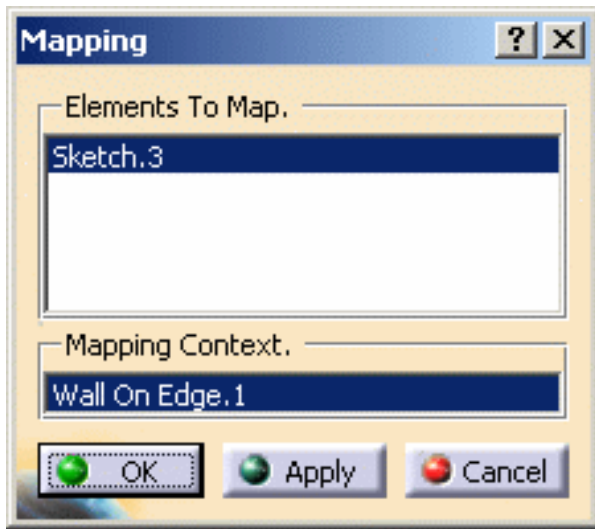 Mapping
Elements To Map.
Sketch.3
Mapping Context.
Wall On Edge.1
OK Apply Cancel